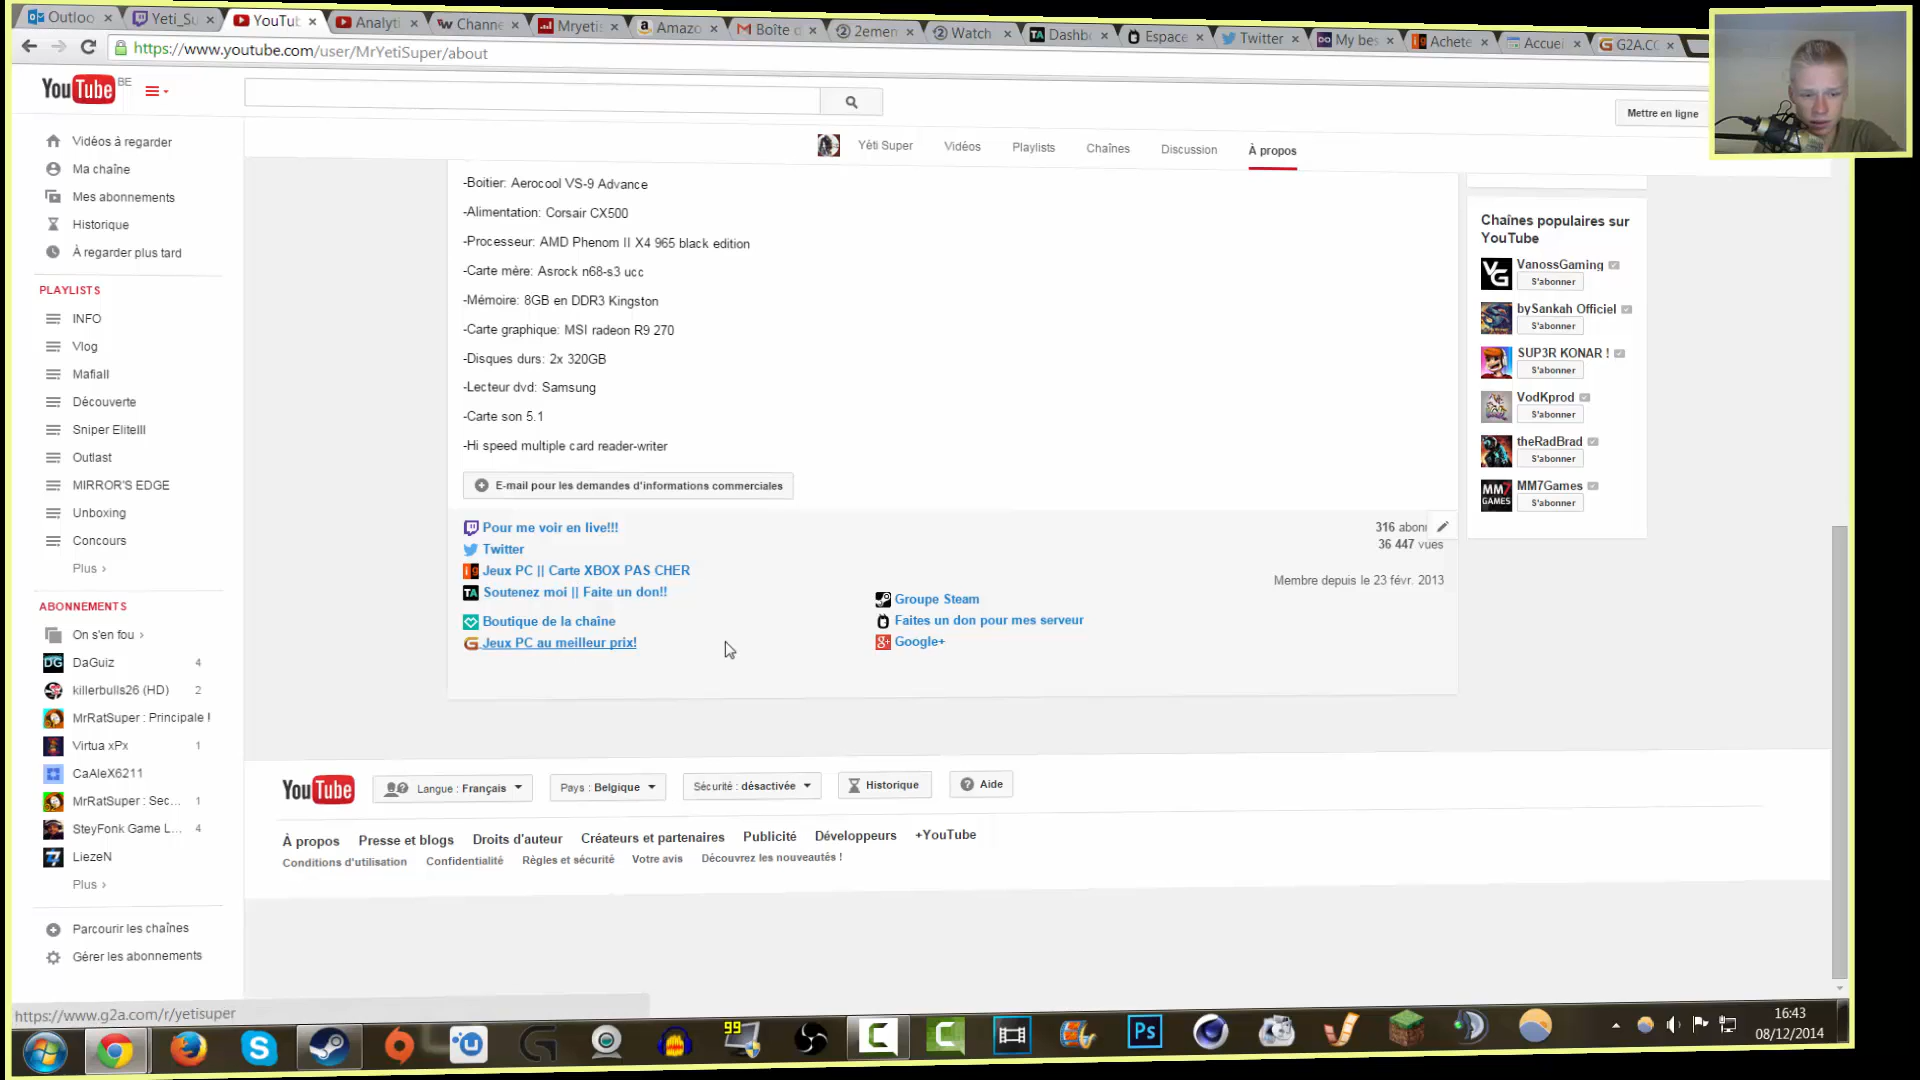 Outloo
Yeti_Su
YouTub
Analyti
Channe
Mryetis
Amazo
Boîte d
2emen
Watch
Dashb
Espace
Twitter
My bes
Achete
Accuei
G2A.CO
https://www.youtube.com/user/MrYetiSuper/about
YouTube BE
Mettre en ligne
Yéti Super
Vidéos
Playlists
Chaînes
Discussion
À propos
Vidéos à regarder
Ma chaîne
Mes abonnements
Historique
À regarder plus tard
PLAYLISTS
INFO
Vlog
MafiaII
Découverte
Sniper EliteIII
Outlast
MIRROR'S EDGE
Unboxing
Concours
Plus ›
ABONNEMENTS
On s'en fou ›
DaGuiz 4
killerbulls26 (HD) 2
MrRatSuper : Principale !
Virtua xPx 1
CaAleX6211
MrRatSuper : Sec... 1
SteyFonk Game L... 4
LiezeN
Plus ›
Parcourir les chaînes
Gérer les abonnements
-Boitier: Aerocool VS-9 Advance
-Alimentation: Corsair CX500
-Processeur: AMD Phenom II X4 965 black edition
-Carte mère: Asrock n68-s3 ucc
-Mémoire: 8GB en DDR3 Kingston
-Carte graphique: MSI radeon R9 270
-Disques durs: 2x 320GB
-Lecteur dvd: Samsung
-Carte son 5.1
-Hi speed multiple card reader-writer
E-mail pour les demandes d'informations commerciales
Pour me voir en live!!!
Twitter
Jeux PC || Carte XBOX PAS CHER
Soutenez moi || Faite un don!!
Boutique de la chaîne
Jeux PC au meilleur prix!
Groupe Steam
Faites un don pour mes serveur
Google+
316 abonn
36 447 vues
Membre depuis le 23 févr. 2013
Chaînes populaires sur
YouTube
VanossGaming
S'abonner
bySankah Officiel
S'abonner
SUP3R KONAR !
S'abonner
VodKprod
S'abonner
theRadBrad
S'abonner
MM7Games
S'abonner
YouTube
Langue : Français
Pays : Belgique
Sécurité : désactivée
Historique
Aide
À propos
Presse et blogs
Droits d'auteur
Créateurs et partenaires
Publicité
Développeurs
+YouTube
Conditions d'utilisation
Confidentialité
Règles et sécurité
Votre avis
Découvrez les nouveautés !
https://www.g2a.com/r/yetisuper
99
Ps
16:43
08/12/2014